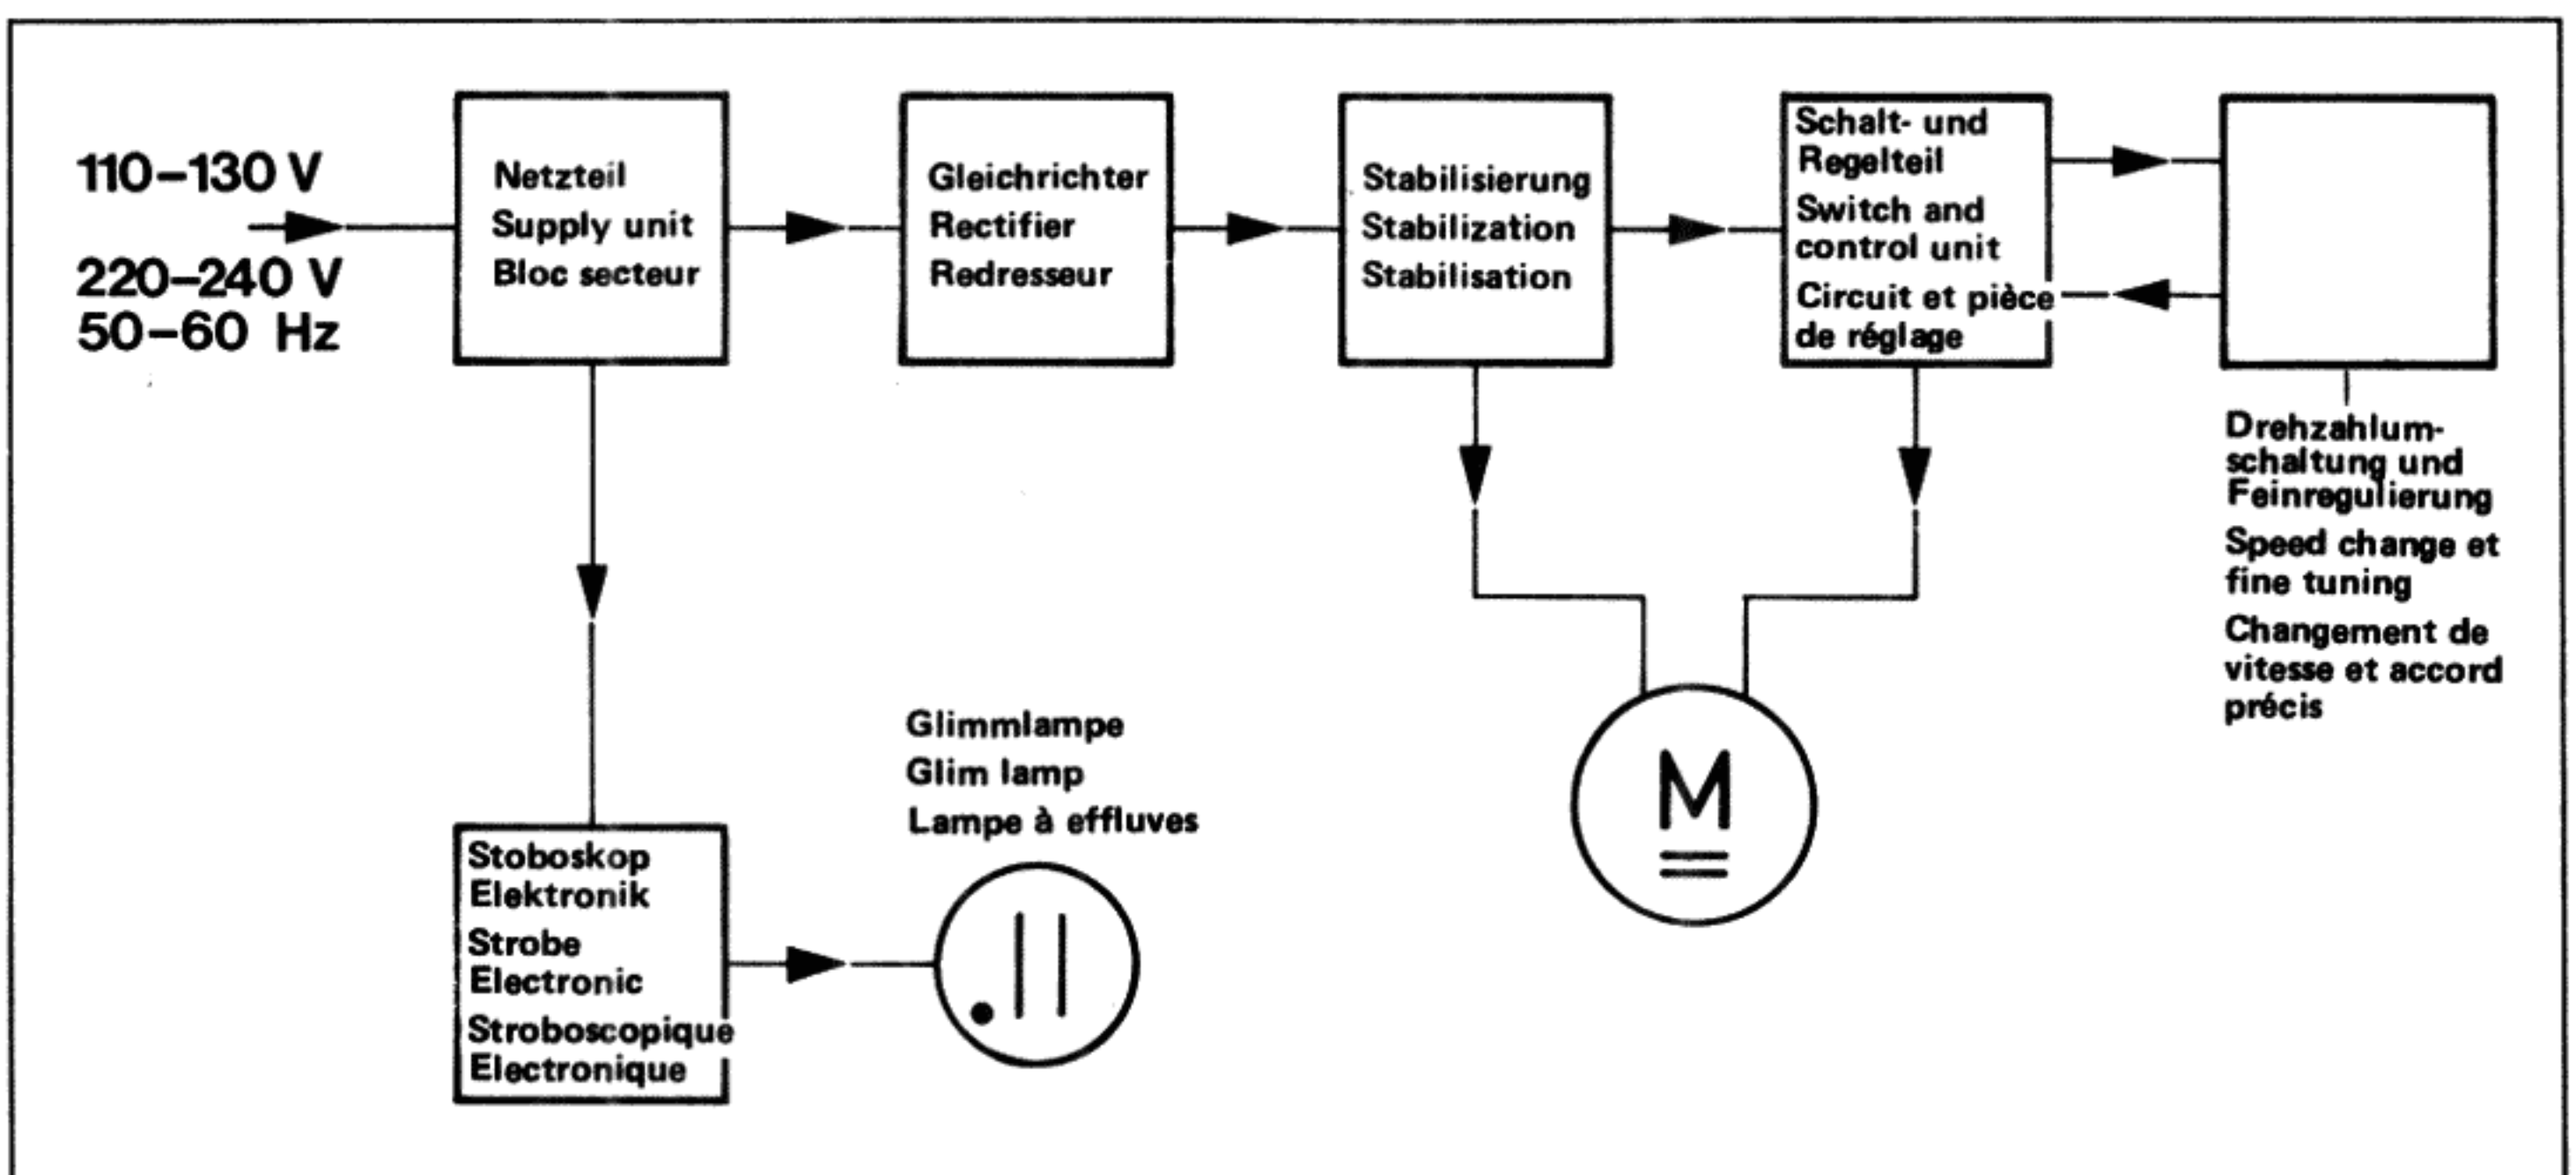 110–130 V
220–240 V
50–60 Hz
Netzteil
Supply unit
Bloc secteur
Gleichrichter
Rectifier
Redresseur
Stabilisierung
Stabilization
Stabilisation
Schalt- und
Regelteil
Switch and
control unit
Circuit et pièce
de réglage
Drehzahlum-
schaltung und
Feinregulierung
Speed change et
fine tuning
Changement de
vitesse et accord
précis
Glimmlampe
Glim lamp
Lampe à effluves
M
Stoboskop
Elektronik
Strobe
Electronic
Stroboscopique
Electronique